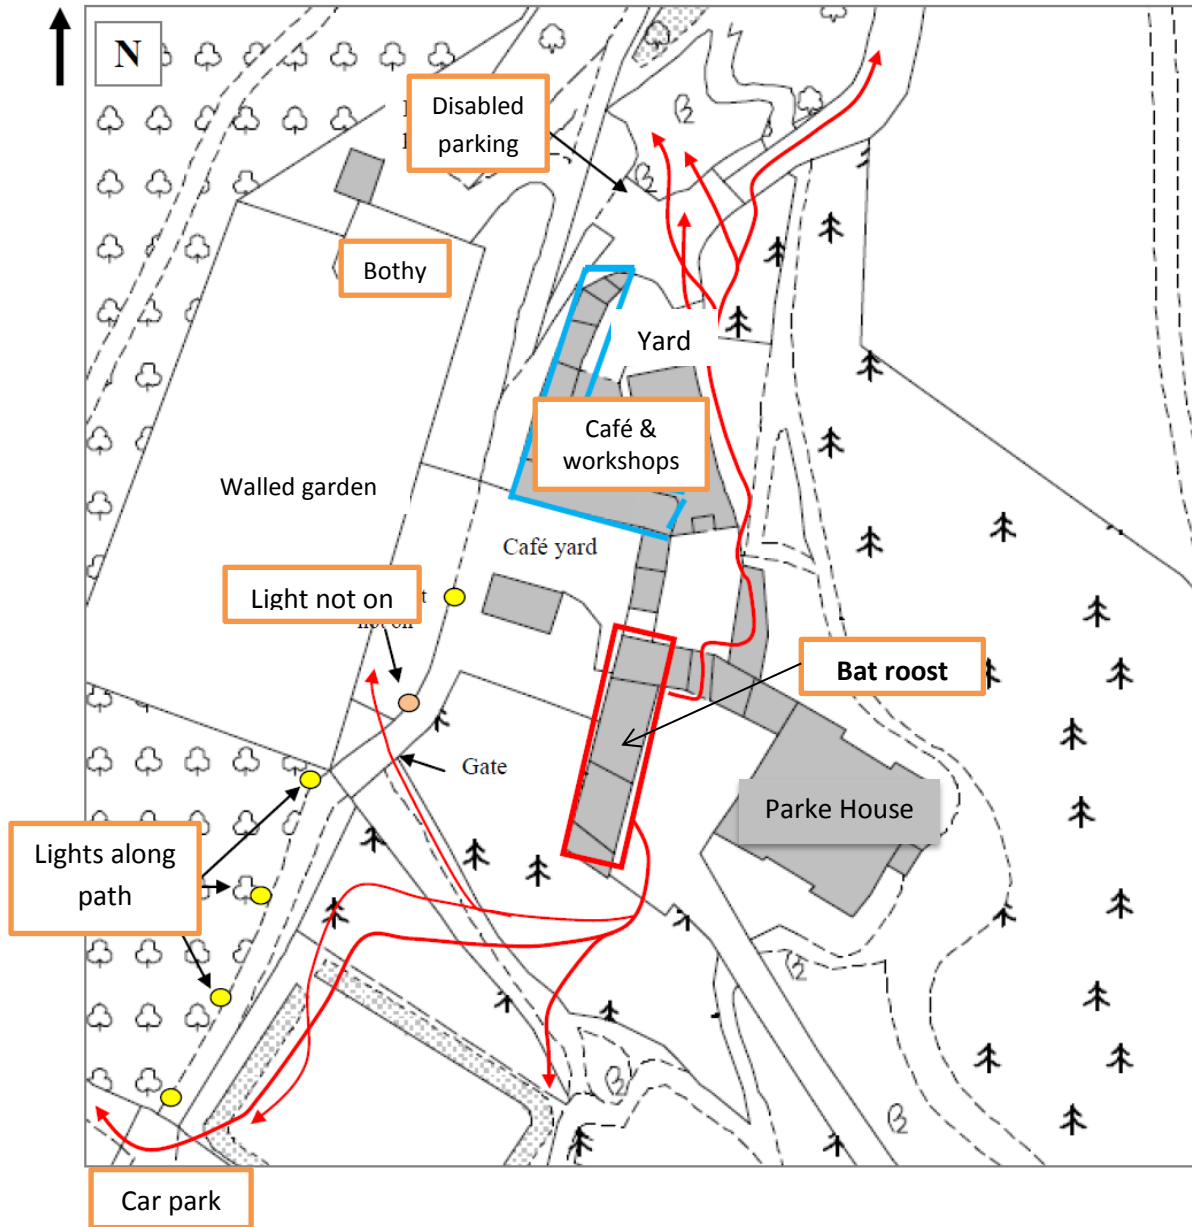 N
Disabled
parking
Bothy
Yard
Café &
workshops
Walled garden
Café yard
Light not on
Bat roost
Gate
Parke House
Lights along
path
Car park